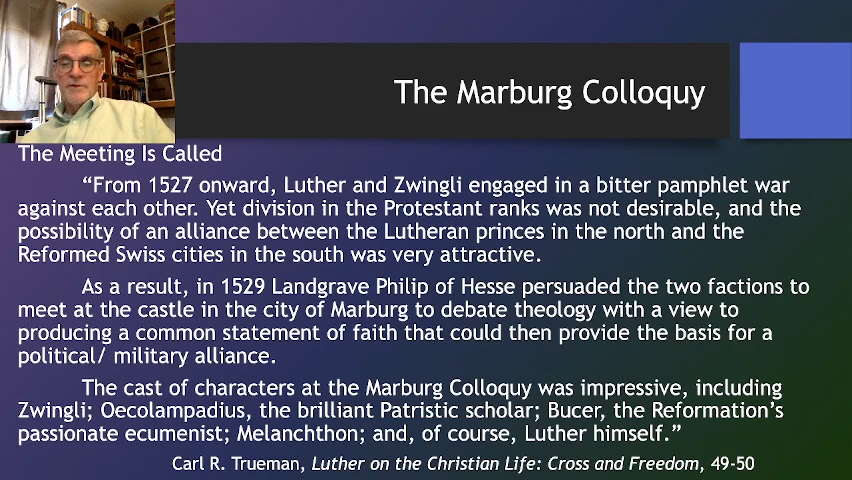 The Marburg Colloquy
The Meeting Is Called
“From 1527 onward, Luther and Zwingli engaged in a bitter pamphlet war
against each other. Yet division in the Protestant ranks was not desirable, and the
possibility of an alliance between the Lutheran princes in the north and the
Reformed Swiss cities in the south was very attractive.
As a result, in 1529 Landgrave Philip of Hesse persuaded the two factions to
meet at the castle in the city of Marburg to debate theology with a view to
producing a common statement of faith that could then provide the basis for a
political/ military alliance.
The cast of characters at the Marburg Colloquy was impressive, including
Zwingli; Oecolampadius, the brilliant Patristic scholar; Bucer, the Reformation’s
passionate ecumenist; Melanchthon; and, of course, Luther himself.”
Carl R. Trueman, Luther on the Christian Life: Cross and Freedom, 49-50